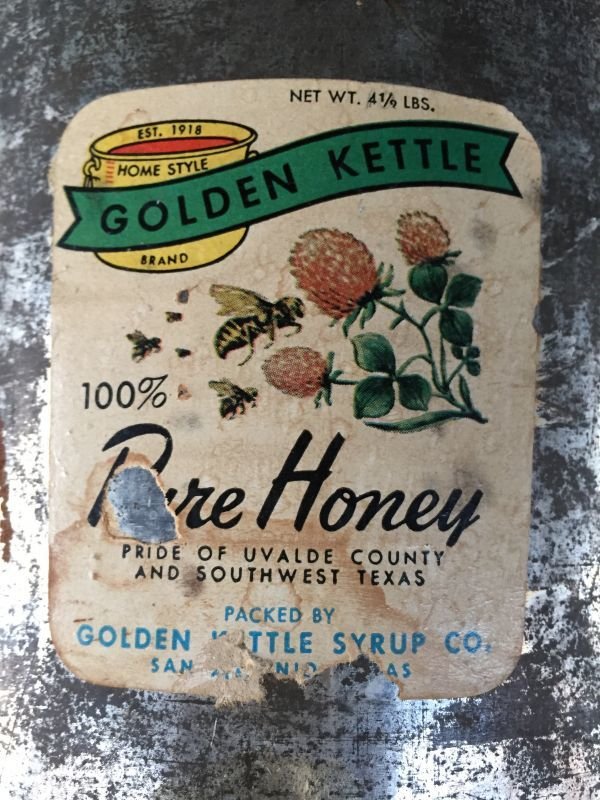 NET WT. 4½ LBS.
EST. 1918
HOME STYLE
GOLDEN KETTLE
BRAND
100%
Pure Honey
PRIDE OF UVALDE COUNTY
AND SOUTHWEST TEXAS
PACKED BY
GOLDEN KETTLE SYRUP CO.
SAN